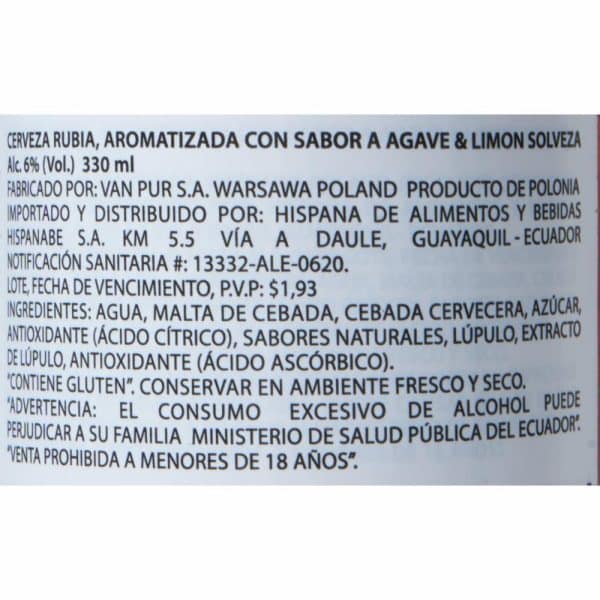 CERVEZA RUBIA, AROMATIZADA CON SABOR A AGAVE & LIMON SOLVEZA
Alc. 6% (Vol.) 330 ml
FABRICADO POR: VAN PUR S.A. WARSAWA POLAND PRODUCTO DE POLONIA
IMPORTADO Y DISTRIBUIDO POR: HISPANA DE ALIMENTOS Y BEBIDAS
HISPANABE S.A. KM 5.5 VÍA A DAULE, GUAYAQUIL - ECUADOR
NOTIFICACIÓN SANITARIA #: 13332-ALE-0620.
LOTE, FECHA DE VENCIMIENTO, P.V.P: $1,93
INGREDIENTES: AGUA, MALTA DE CEBADA, CEBADA CERVECERA, AZÚCAR,
ANTIOXIDANTE (ÁCIDO CÍTRICO), SABORES NATURALES, LÚPULO, EXTRACTO
DE LÚPULO, ANTIOXIDANTE (ÁCIDO ASCÓRBICO).
"CONTIENE GLUTEN". CONSERVAR EN AMBIENTE FRESCO Y SECO.
"ADVERTENCIA: EL CONSUMO EXCESIVO DE ALCOHOL PUEDE
PERJUDICAR A SU FAMILIA MINISTERIO DE SALUD PÚBLICA DEL ECUADOR".
"VENTA PROHIBIDA A MENORES DE 18 AÑOS".